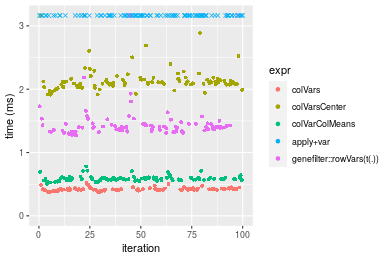 3
2
1
0
time (ms)
0
25
50
75
100
iteration
expr
colVars
colVarsCenter
colVarColMeans
apply+var
genefilter::rowVars(t(.))